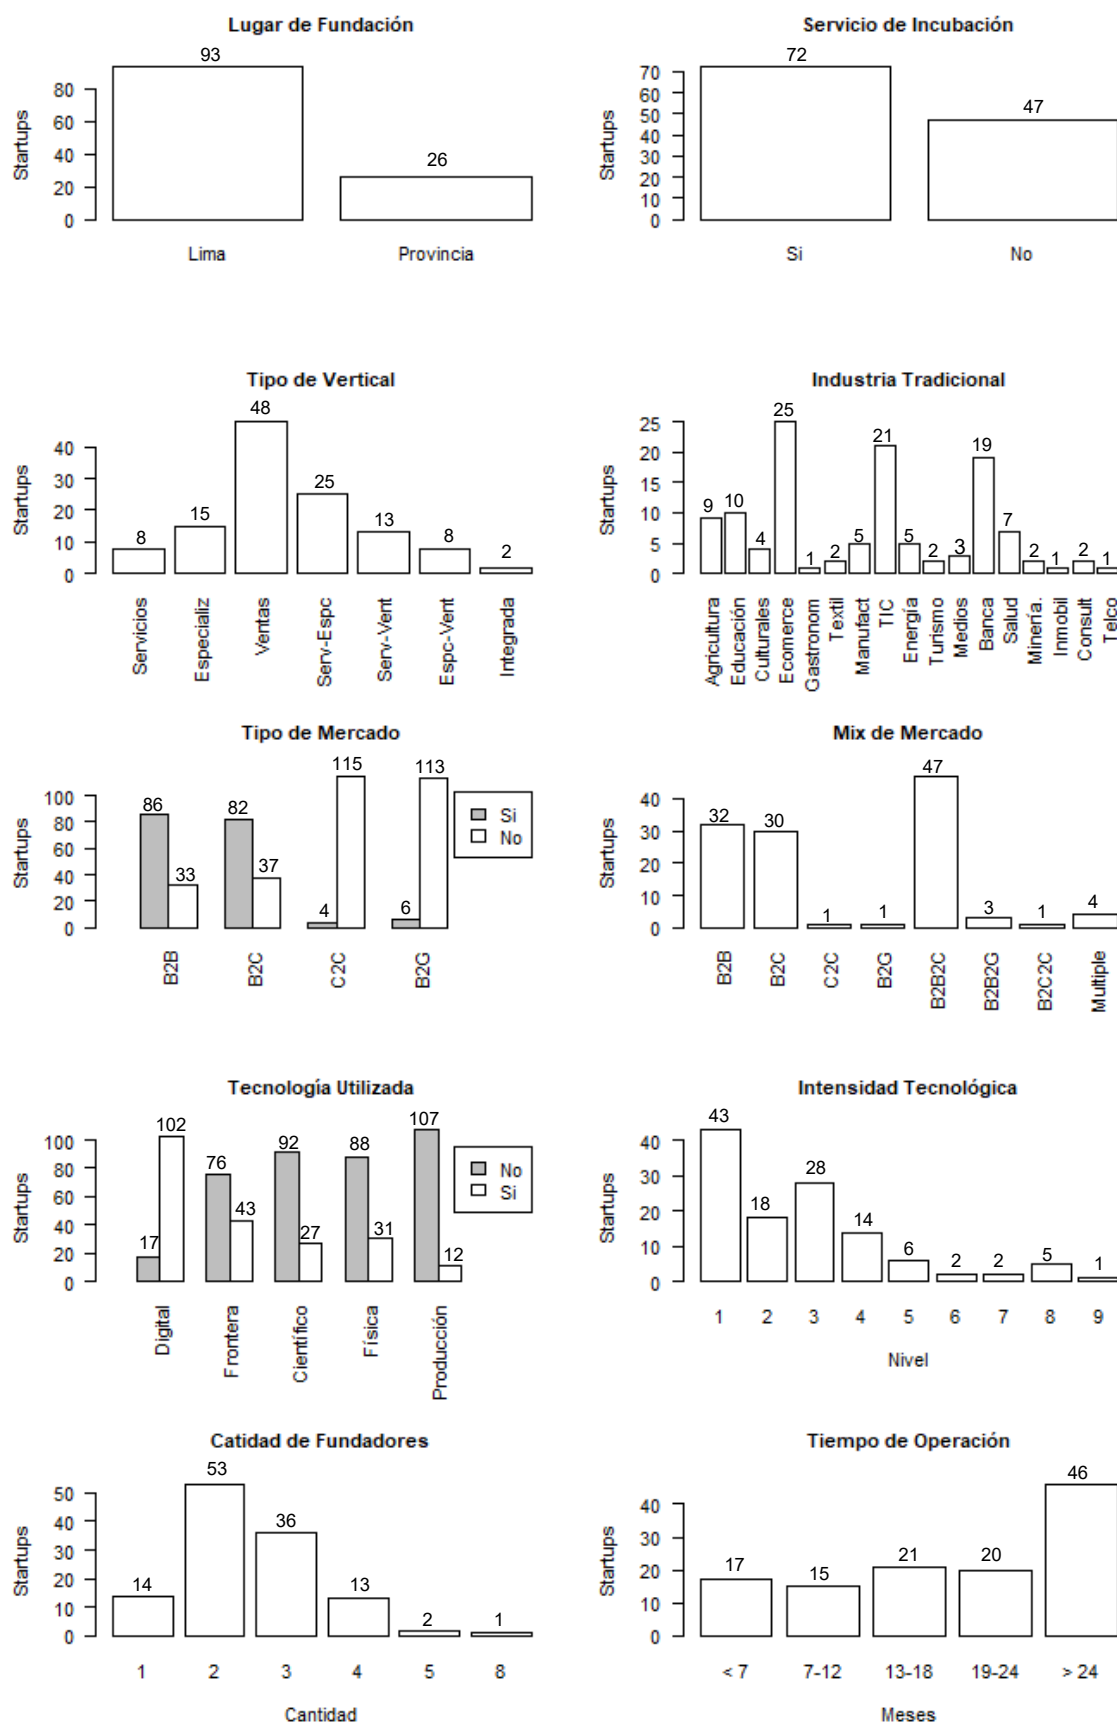 Lugar de Fundación
93
26
Startups
80
60
40
20
0
Lima
Provincia
Servicio de Incubación
72
47
Startups
70
60
50
40
30
20
10
0
Si
No
Tipo de Vertical
48
25
15
13
8
8
2
Startups
40
30
20
10
0
Servicios
Especializ
Ventas
Serv-Espc
Serv-Vent
Espc-Vent
Integrada
Industria Tradicional
9
10
4
25
1
2
5
21
5
2
3
19
7
2
1
2
1
Startups
25
20
15
10
5
0
Agricultura
Educación
Culturales
Ecomerce
Gastronom
Textil
Manufact
TIC
Energía
Turismo
Medios
Banca
Salud
Minería.
Inmobil
Consult
Telco
Tipo de Mercado
86
33
82
37
4
115
6
113
Si
No
Startups
100
80
60
40
20
0
B2B
B2C
C2C
B2G
Mix de Mercado
32
30
1
1
47
3
1
4
Startups
40
30
20
10
0
B2B
B2C
C2C
B2G
B2B2C
B2B2G
B2C2C
Multiple
Tecnología Utilizada
17
102
76
43
92
27
88
31
107
12
No
Si
Startups
100
80
60
40
20
0
Digital
Frontera
Científico
Física
Producción
Intensidad Tecnológica
43
18
28
14
6
2
2
5
1
Startups
40
30
20
10
0
1
2
3
4
5
6
7
8
9
Nivel
Catidad de Fundadores
14
53
36
13
2
1
Startups
50
40
30
20
10
0
1
2
3
4
5
8
Cantidad
Tiempo de Operación
17
15
21
20
46
Startups
40
30
20
10
0
< 7
7-12
13-18
19-24
> 24
Meses